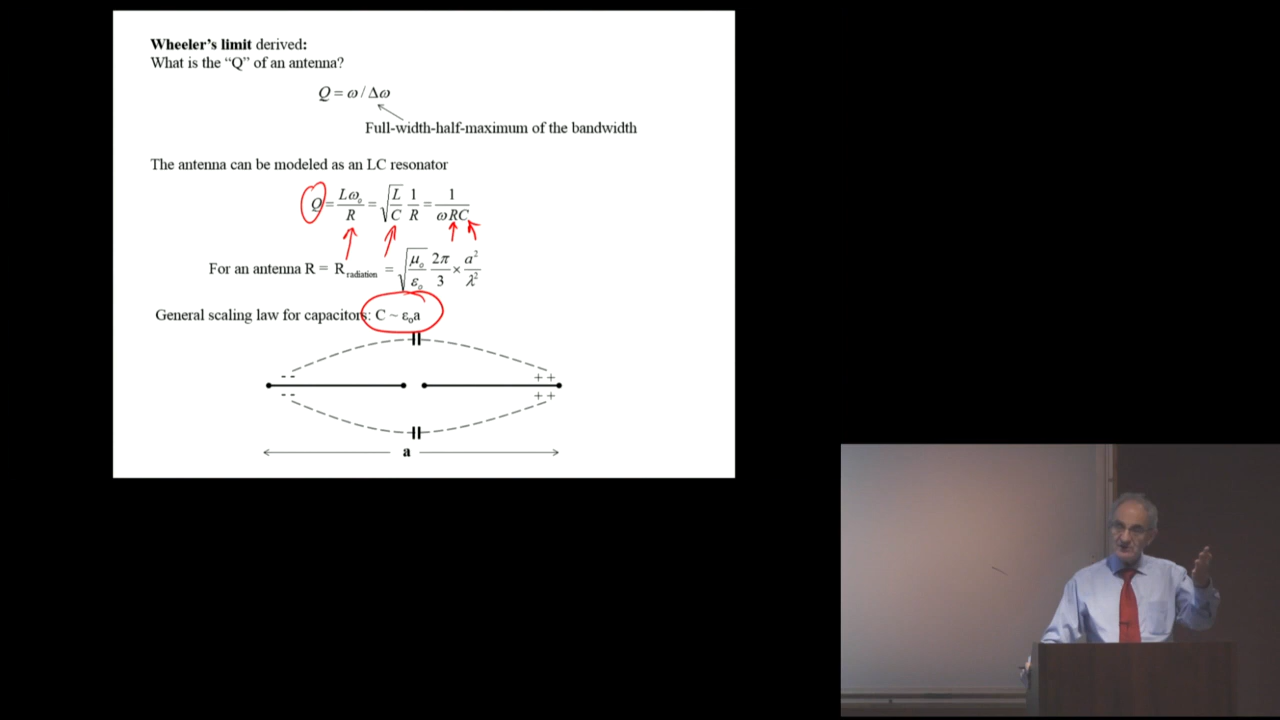 Wheeler's limit derived:
What is the “Q” of an antenna?
Q = ω / Δω
Full-width-half-maximum of the bandwidth
The antenna can be modeled as an LC resonator
Q = Lω₀/R = √(L/C) 1/R = 1/ωRC
For an antenna R = R radiation = √(μ₀/ε₀) 2π/3 × a²/λ²
General scaling law for capacitors: C ~ ε₀a
- - + +
- - + +
a